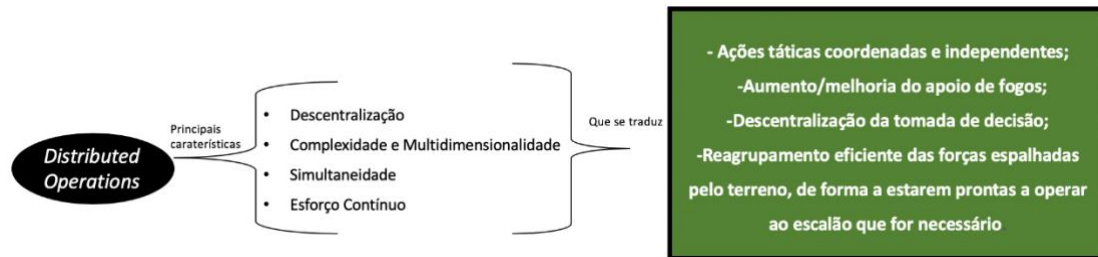 Distributed
Operations
Principais
caraterísticas
• Descentralização
• Complexidade e Multidimensionalidade
• Simultaneidade
• Esforço Contínuo
Que se traduz
- Ações táticas coordenadas e independentes;
-Aumento/melhoria do apoio de fogos;
-Descentralização da tomada de decisão;
-Reagrupamento eficiente das forças espalhadas
pelo terreno, de forma a estarem prontas a operar
ao escalão que for necessário